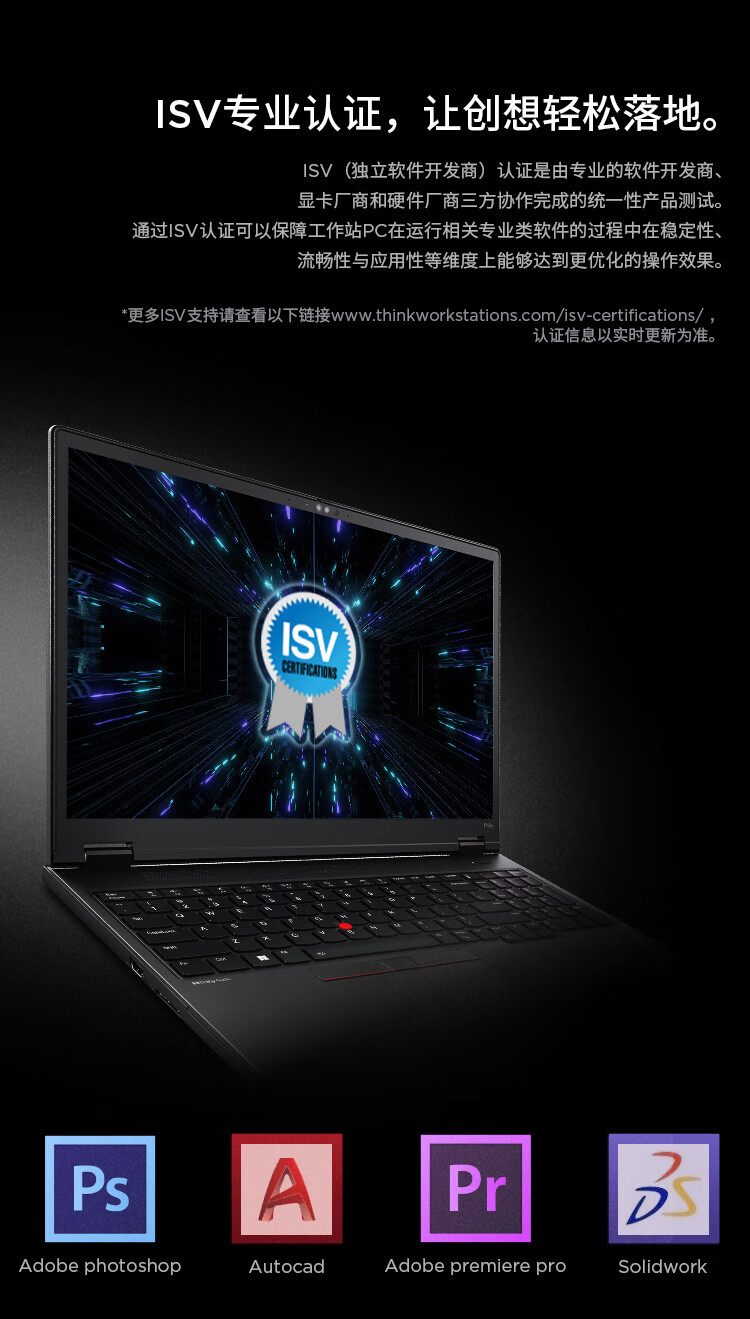 ISV专业认证，让创想轻松落地。
ISV（独立软件开发商）认证是由专业的软件开发商、
显卡厂商和硬件厂商三方协作完成的统一性产品测试。
通过ISV认证可以保障工作站PC在运行相关专业类软件的过程中在稳定性、
流畅性与应用性等维度上能够达到更优化的操作效果。
*更多ISV支持请查看以下链接www.thinkworkstations.com/isv-certifications/ ，
认证信息以实时更新为准。
ISV
CERTIFICATIONS
Ps
A
Pr
DS
Adobe photoshop
Autocad
Adobe premiere pro
Solidwork